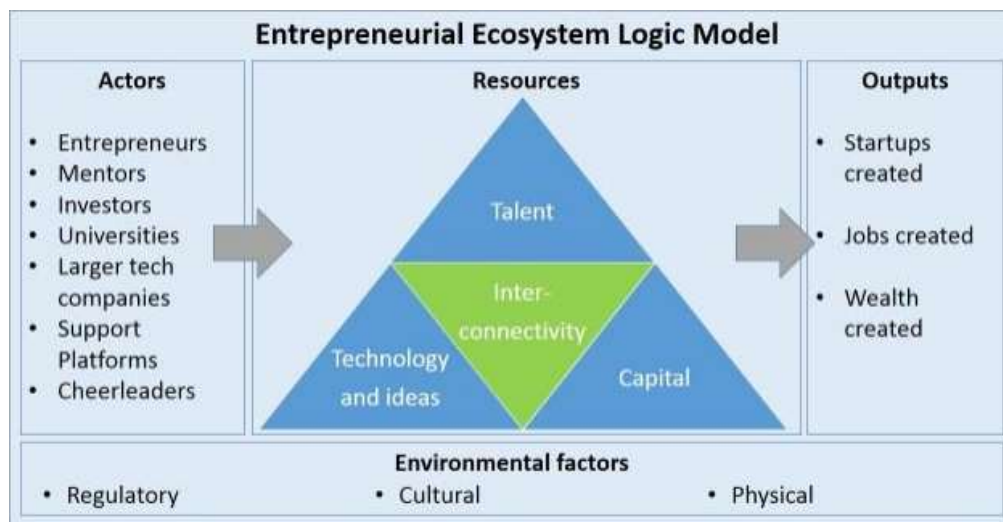 Entrepreneurial Ecosystem Logic Model
Actors
• Entrepreneurs
• Mentors
• Investors
• Universities
• Larger tech
companies
• Support
Platforms
• Cheerleaders
Resources
Talent
Inter-
connectivity
Technology
and ideas
Capital
Outputs
• Startups
created
• Jobs created
• Wealth
created
Environmental factors
• Regulatory
• Cultural
• Physical